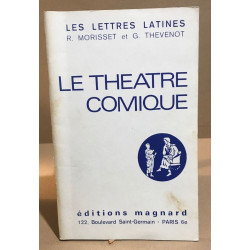 LES LETTRES LATINES
R. MORISSET et G. THEVENOT
LE THEATRE
COMIQUE
éditions magnard
122, Boulevard Saint-Germain - PARIS 6e